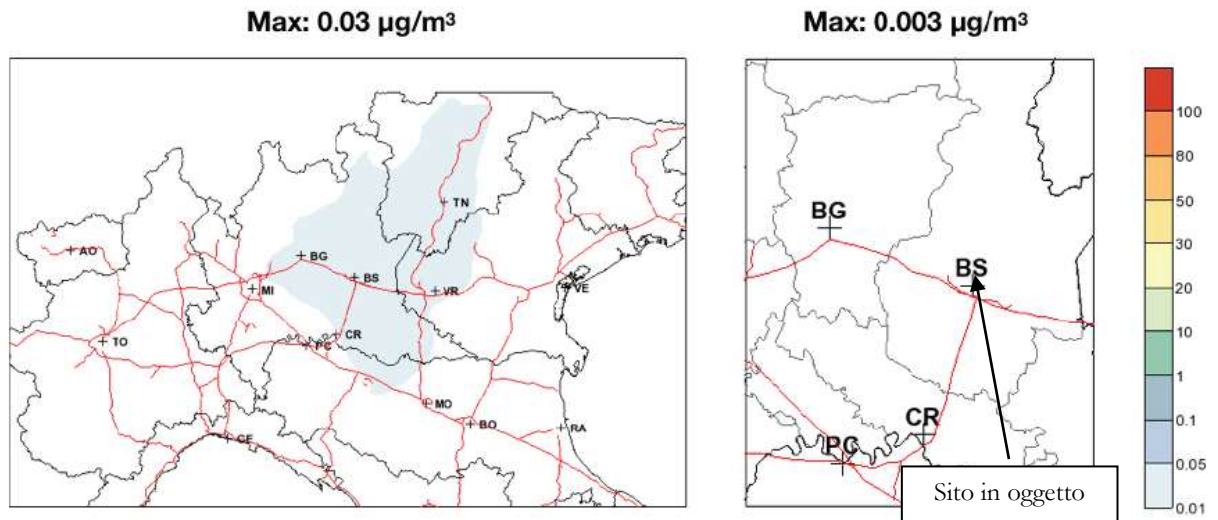 Max: 0.03 µg/m³
AO
TO
MI
BG
BS
CR
PC
TN
VR
VE
MO
BO
RA
GE
Max: 0.003 µg/m³
BG
BS
CR
PC
Sito in oggetto
100
80
50
30
20
10
1
0.1
0.05
0.01